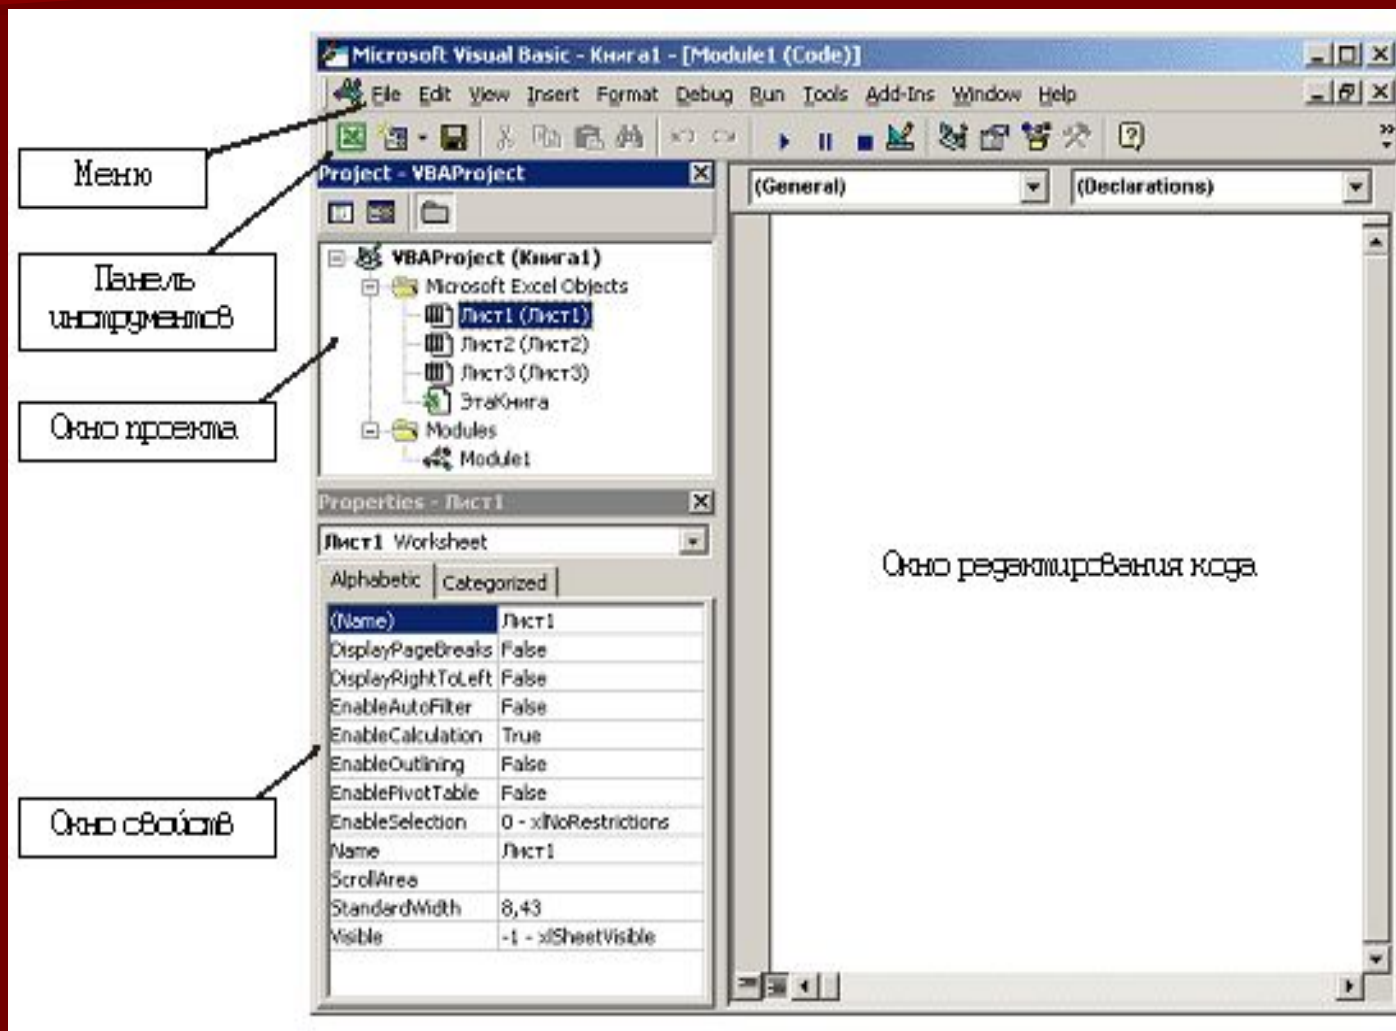 Microsoft Visual Basic - Книга1 - [Module1 (Code)]
File Edit View Insert Format Debug Run Tools Add-Ins Window Help
Меню
Панель
инструментов
Окно проекта
Окно свойств
Project - VBAProject
VBAProject (Книга1)
Microsoft Excel Objects
Лист1 (Лист1)
Лист2 (Лист2)
Лист3 (Лист3)
ЭтаКнига
Modules
Module1
Properties - Лист1
Лист1 Worksheet
Alphabetic Categorized
(Name) Лист1
DisplayPageBreaks False
DisplayRightToLeft False
EnableAutoFilter False
EnableCalculation True
EnableOutlining False
EnablePivotTable False
EnableSelection 0 - xlNoRestrictions
Name Лист1
ScrollArea
StandardWidth 8,43
Visible -1 - xlSheetVisible
(General) (Declarations)
Окно редактирования кода